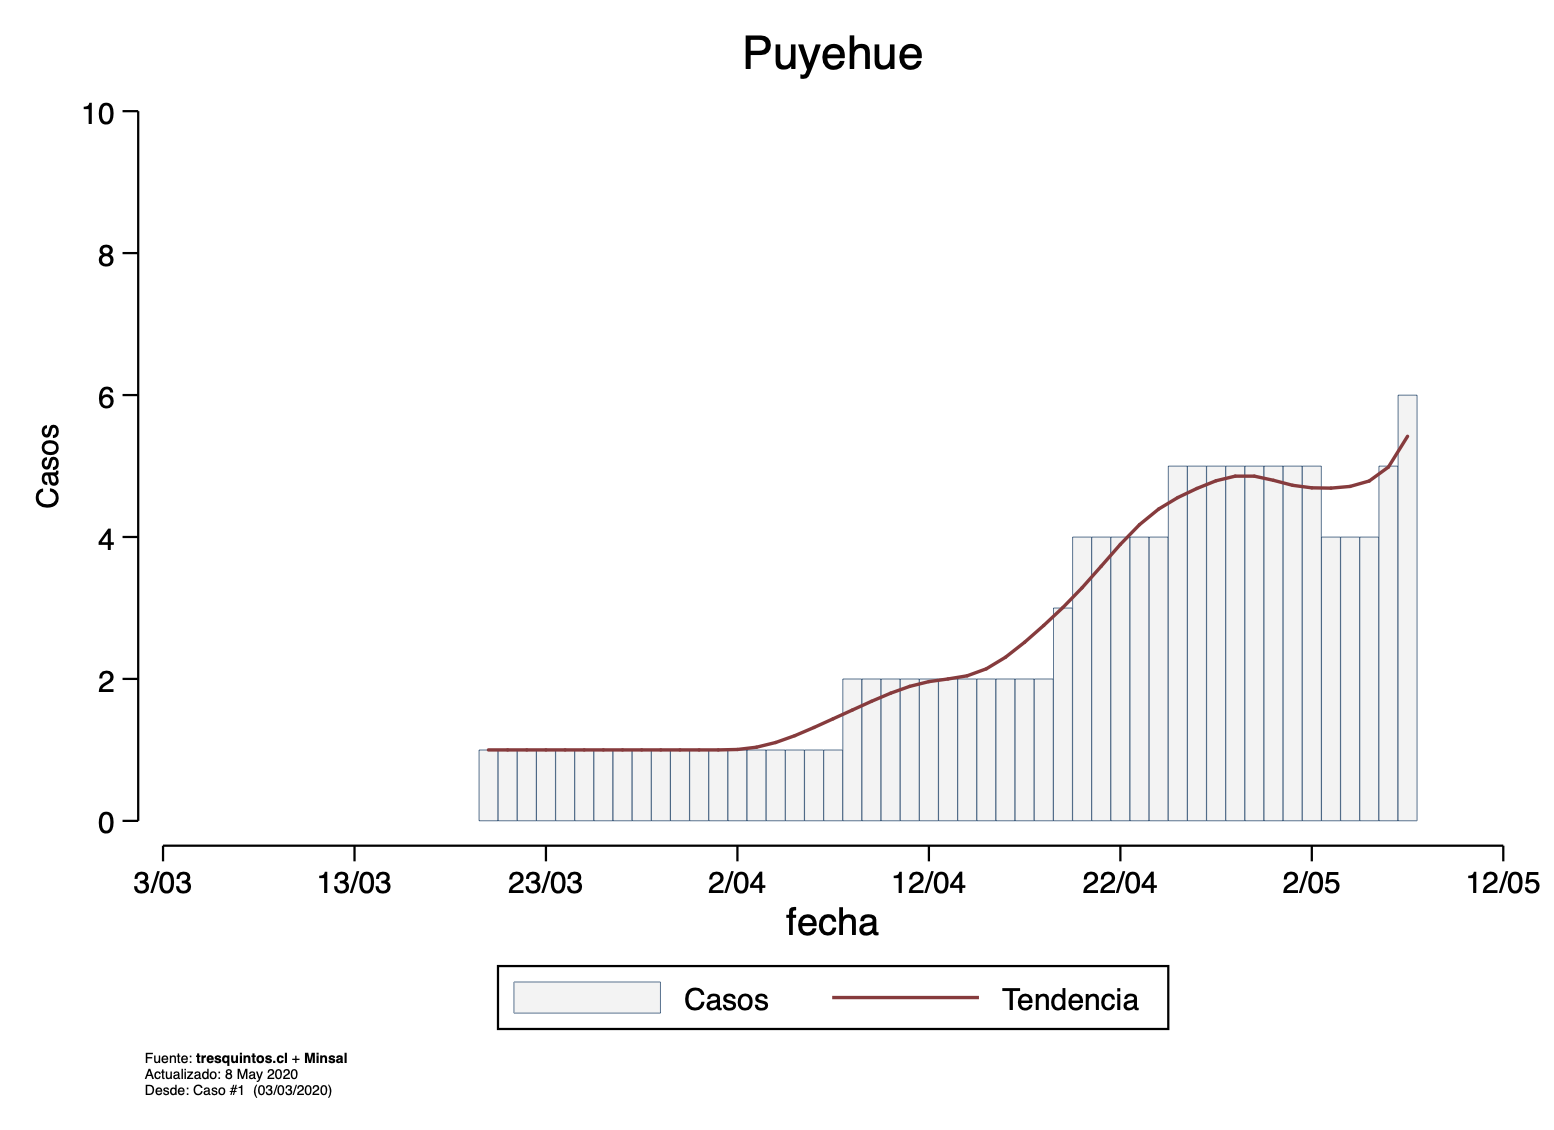 Puyehue
10
8
6
4
2
0
Casos
3/03 13/03 23/03 2/04 12/04 22/04 2/05 12/05
fecha
Casos Tendencia
Fuente: tresquintos.cl + Minsal
Actualizado: 8 May 2020
Desde: Caso #1 (03/03/2020)